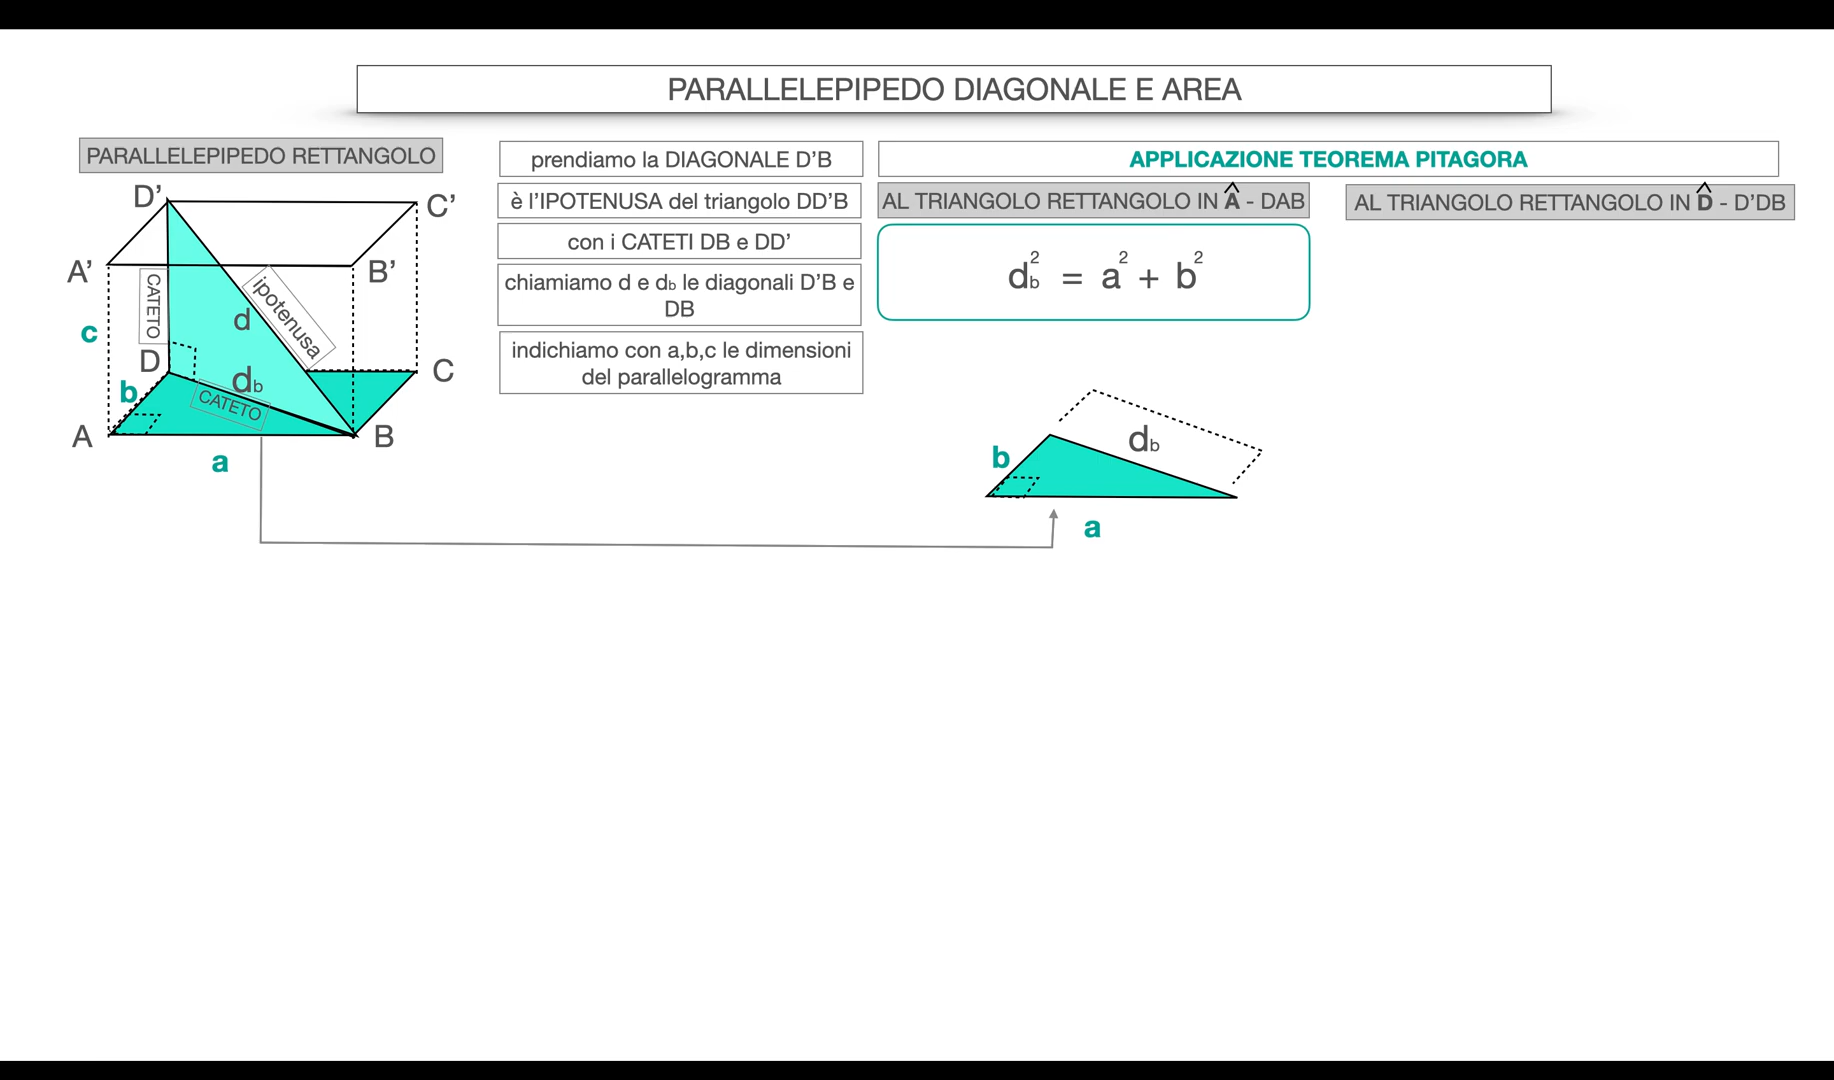 PARALLELEPIPEDO DIAGONALE E AREA
PARALLELEPIPEDO RETTANGOLO
D’
C’
A’
B’
CATETO
ipotenusa
c
d
D
C
b
db
CATETO
A
B
a
prendiamo la DIAGONALE D’B
è l’IPOTENUSA del triangolo DD’B
con i CATETI DB e DD’
chiamiamo d e db le diagonali D’B e
DB
indichiamo con a,b,c le dimensioni
del parallelogramma
APPLICAZIONE TEOREMA PITAGORA
AL TRIANGOLO RETTANGOLO IN Â - DAB
AL TRIANGOLO RETTANGOLO IN D̂ - D’DB
db² = a² + b²
db
b
a